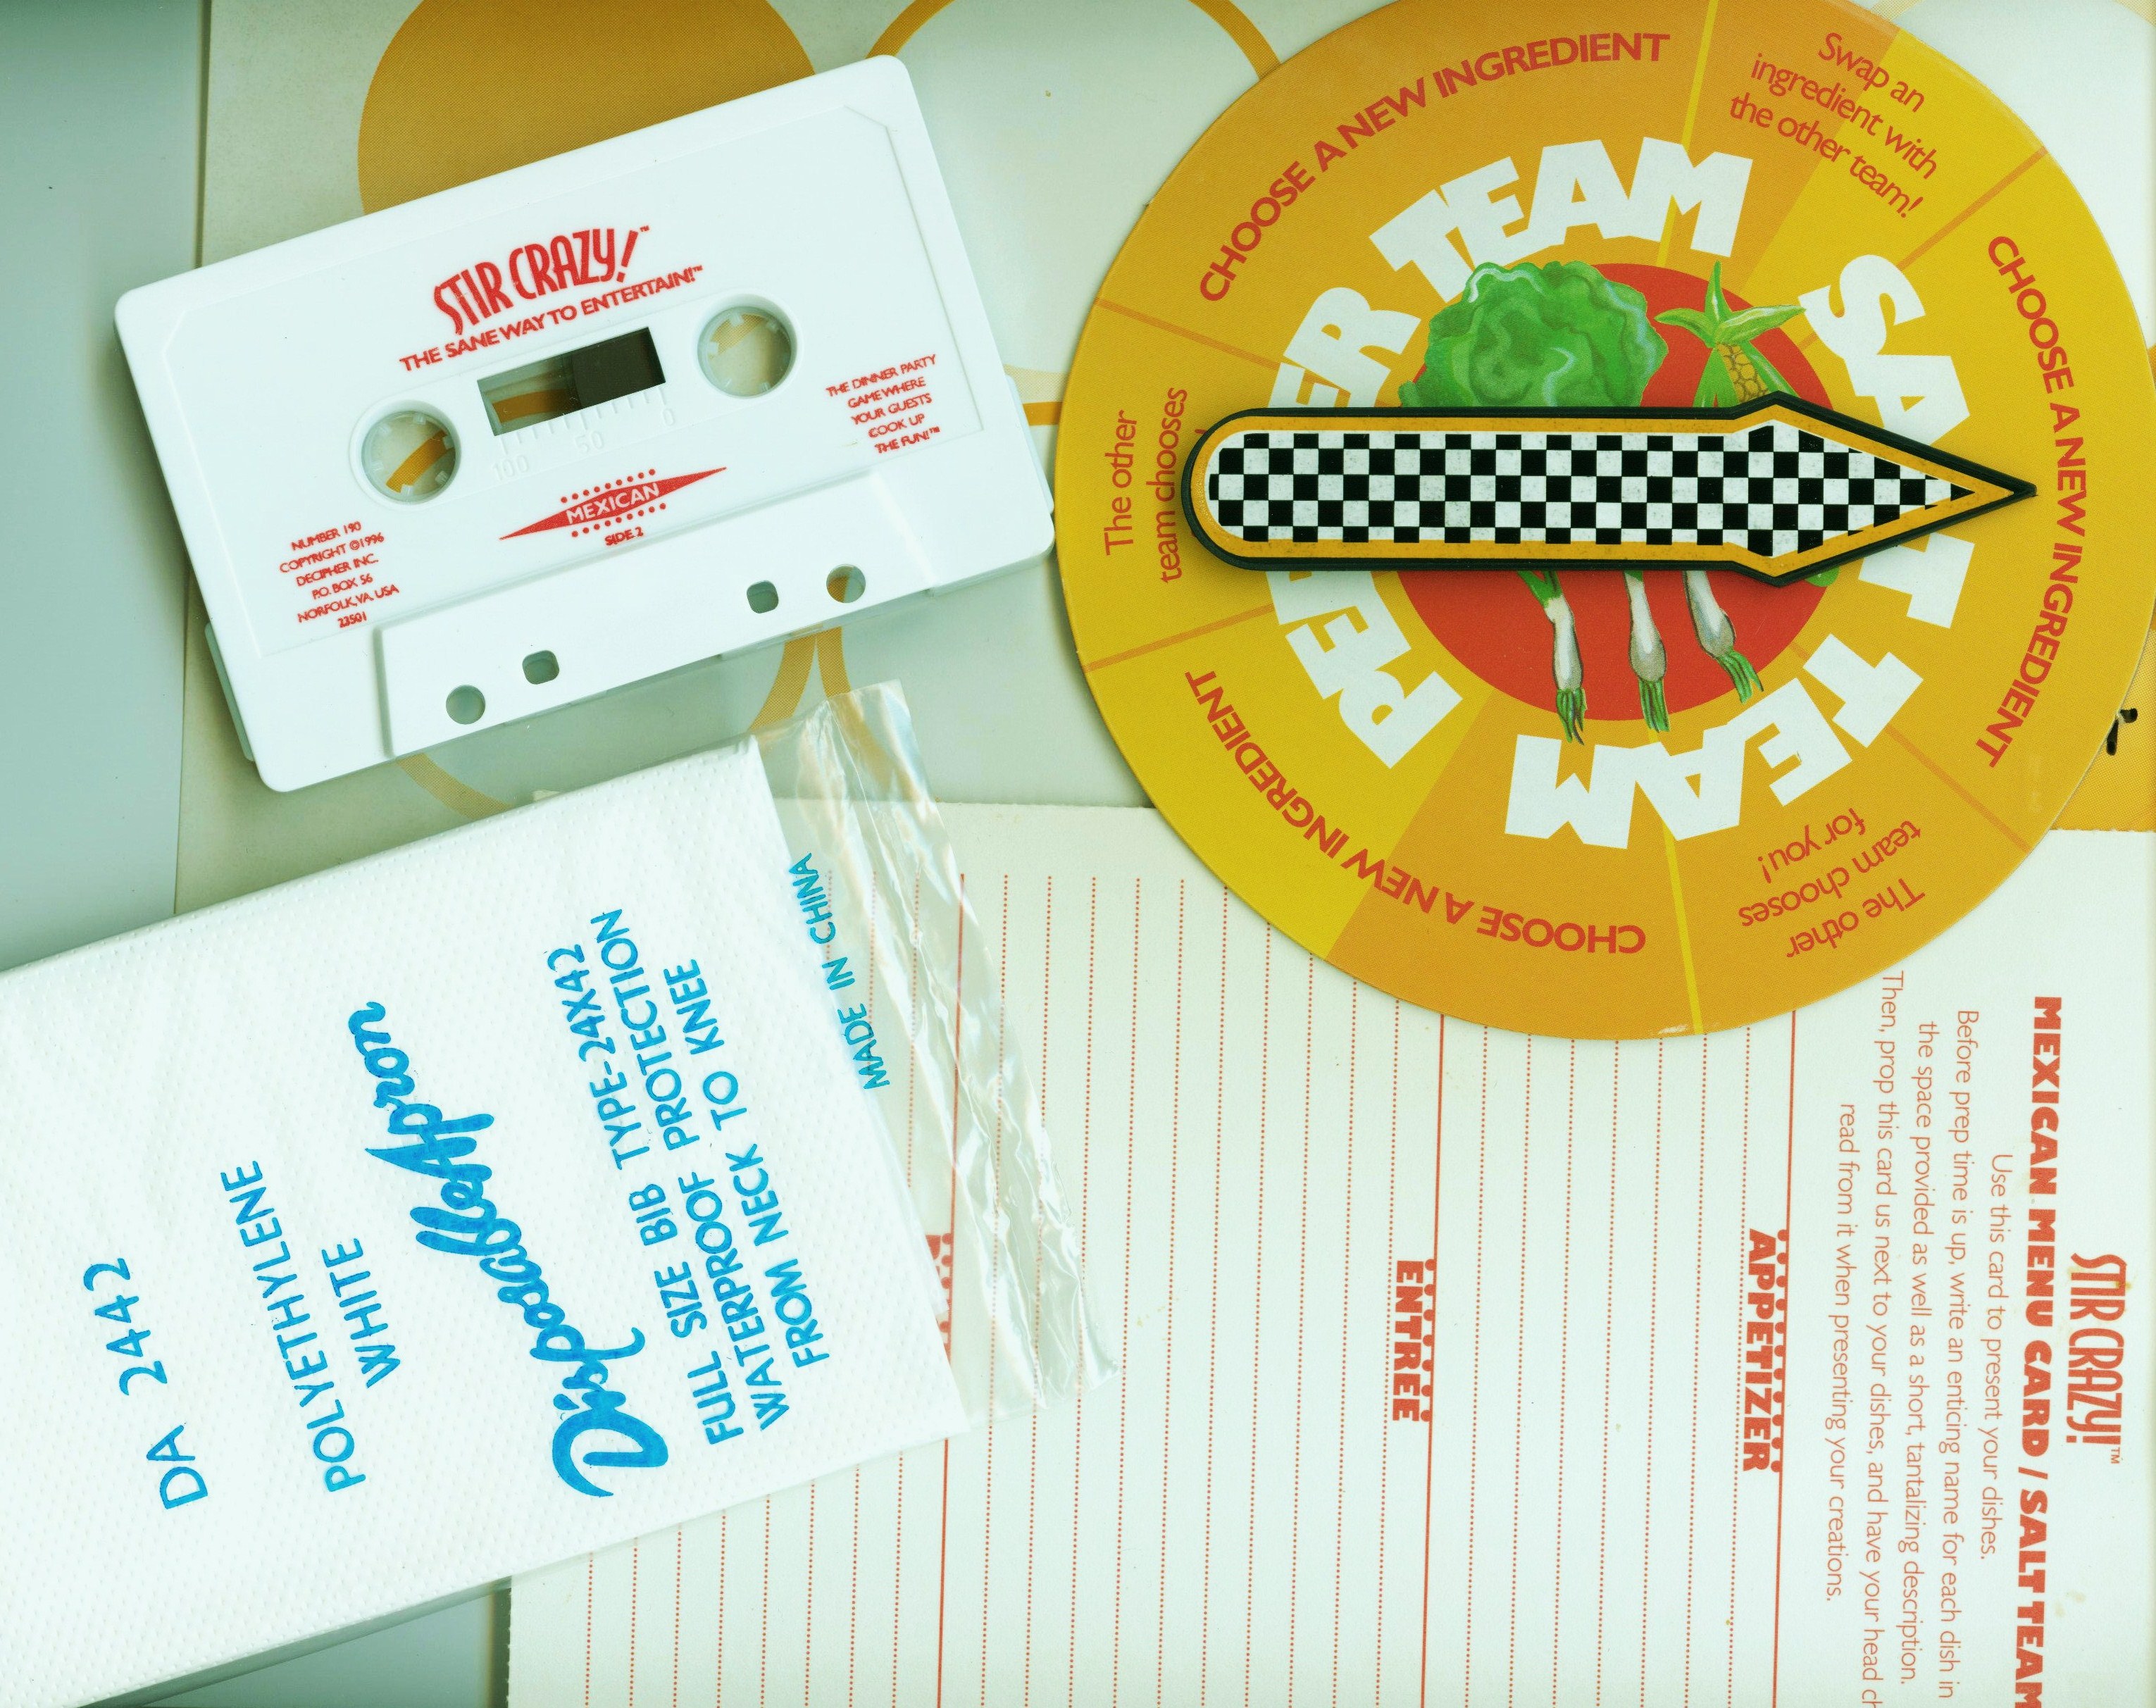 STIR CRAZY!™
THE SANE WAY TO ENTERTAIN!™
THE DINNER PARTY
GAME WHERE
YOUR GUESTS
COOK UP
THE FUN!™
100 50 0
MEXICAN
SIDE 2
NUMBER 190
COPYRIGHT ©1996
DECIPHER INC.
P.O. BOX 56
NORFOLK, VA, USA
23501
CHOOSE A NEW INGREDIENT
Swap an
ingredient with
the other team!
CHOOSE A NEW INGREDIENT
The other
team chooses
for you!
CHOOSE A NEW INGREDIENT
The other
team chooses
PEPPER TEAM
SALT TEAM
DA 2442
POLYETHYLENE
WHITE
Disposable Apron
FULL SIZE BIB TYPE-24X42
WATERPROOF PROTECTION
FROM NECK TO KNEE
MADE IN CHINA
STIR CRAZY!™
MEXICAN MENU CARD / SALT TEAM
Use this card to present your dishes.
Before prep time is up, write an enticing name for each dish in
the space provided as well as a short, tantalizing description.
Then, prop this card us next to your dishes, and have your head
read from it when presenting your creations.
APPETIZER
ENTREE